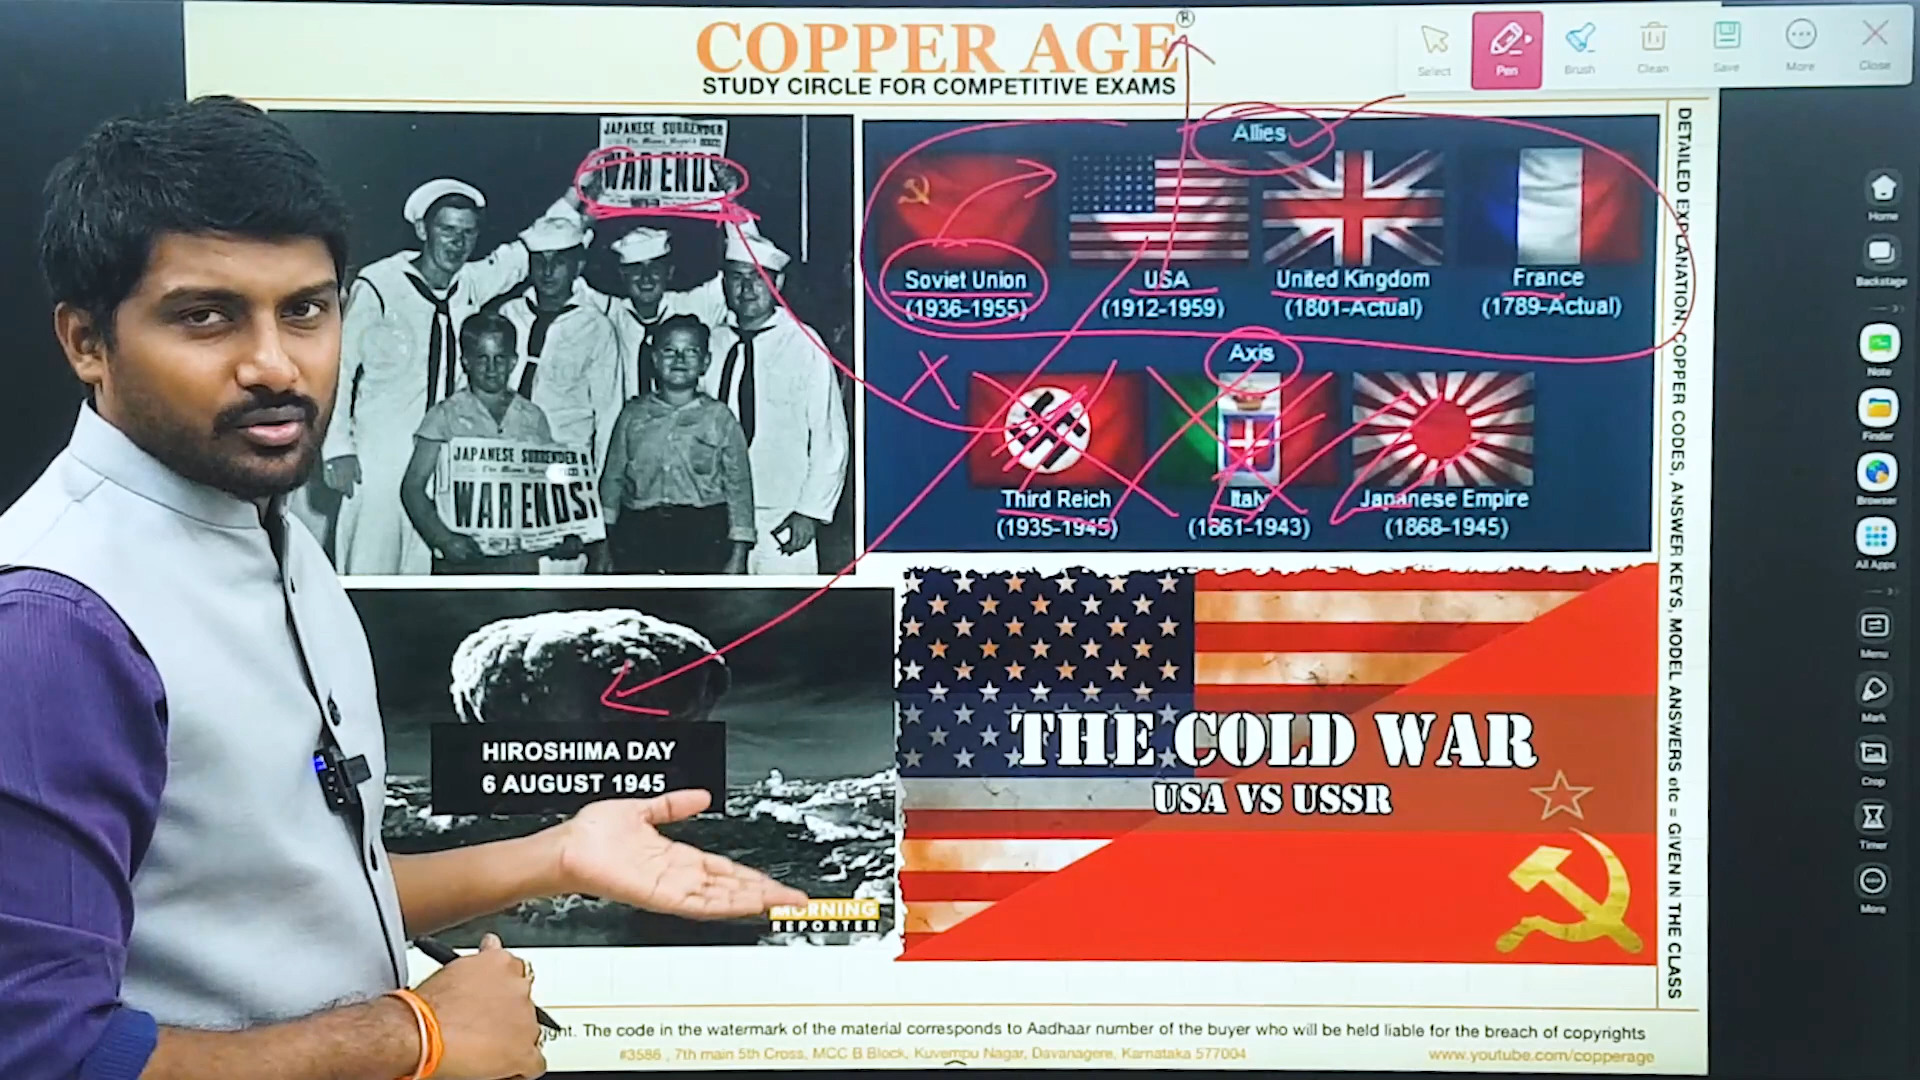 COPPER AGE®
STUDY CIRCLE FOR COMPETITIVE EXAMS
Select
Pen
Brush
Clean
Save
More
Close
JAPANESE SURRENDER
WAR ENDS
JAPANESE SURRENDER
WAR ENDS!
Allies
Soviet Union
(1936-1955)
USA
(1912-1959)
United Kingdom
(1801-Actual)
France
(1789-Actual)
Axis
X
Third Reich
(1935-1945)
Italy
(1861-1943)
Japanese Empire
(1868-1945)
HIROSHIMA DAY
6 AUGUST 1945
MORNING
REPORTER
THE COLD WAR
USA VS USSR
DETAILED EXPLANATION, COPPER CODES, ANSWER KEYS, MODEL ANSWERS etc = GIVEN IN THE CLASS
Home
Backstage
Note
Finder
Browser
All Apps
Menu
Mark
Crop
Timer
More
The code in the watermark of the material corresponds to Aadhaar number of the buyer who will be held liable for the breach of copyrights
#3586 , 7th main 5th Cross, MCC B Block, Kuvempu Nagar, Davanagere, Karnataka 577004
www.youtube.com/copperage